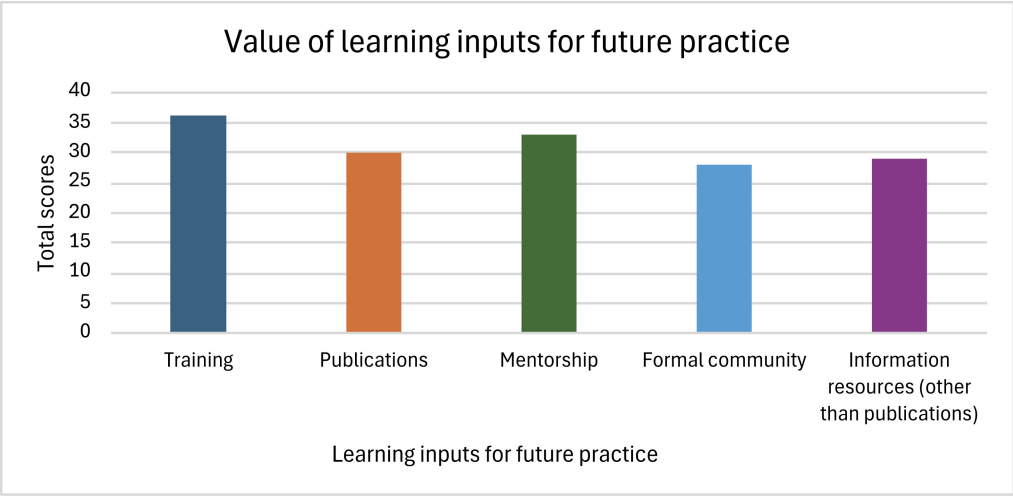 Value of learning inputs for future practice
Total scores
40
35
30
25
20
15
10
5
0
Training
Publications
Mentorship
Formal community
Information
resources (other
than publications)
Learning inputs for future practice